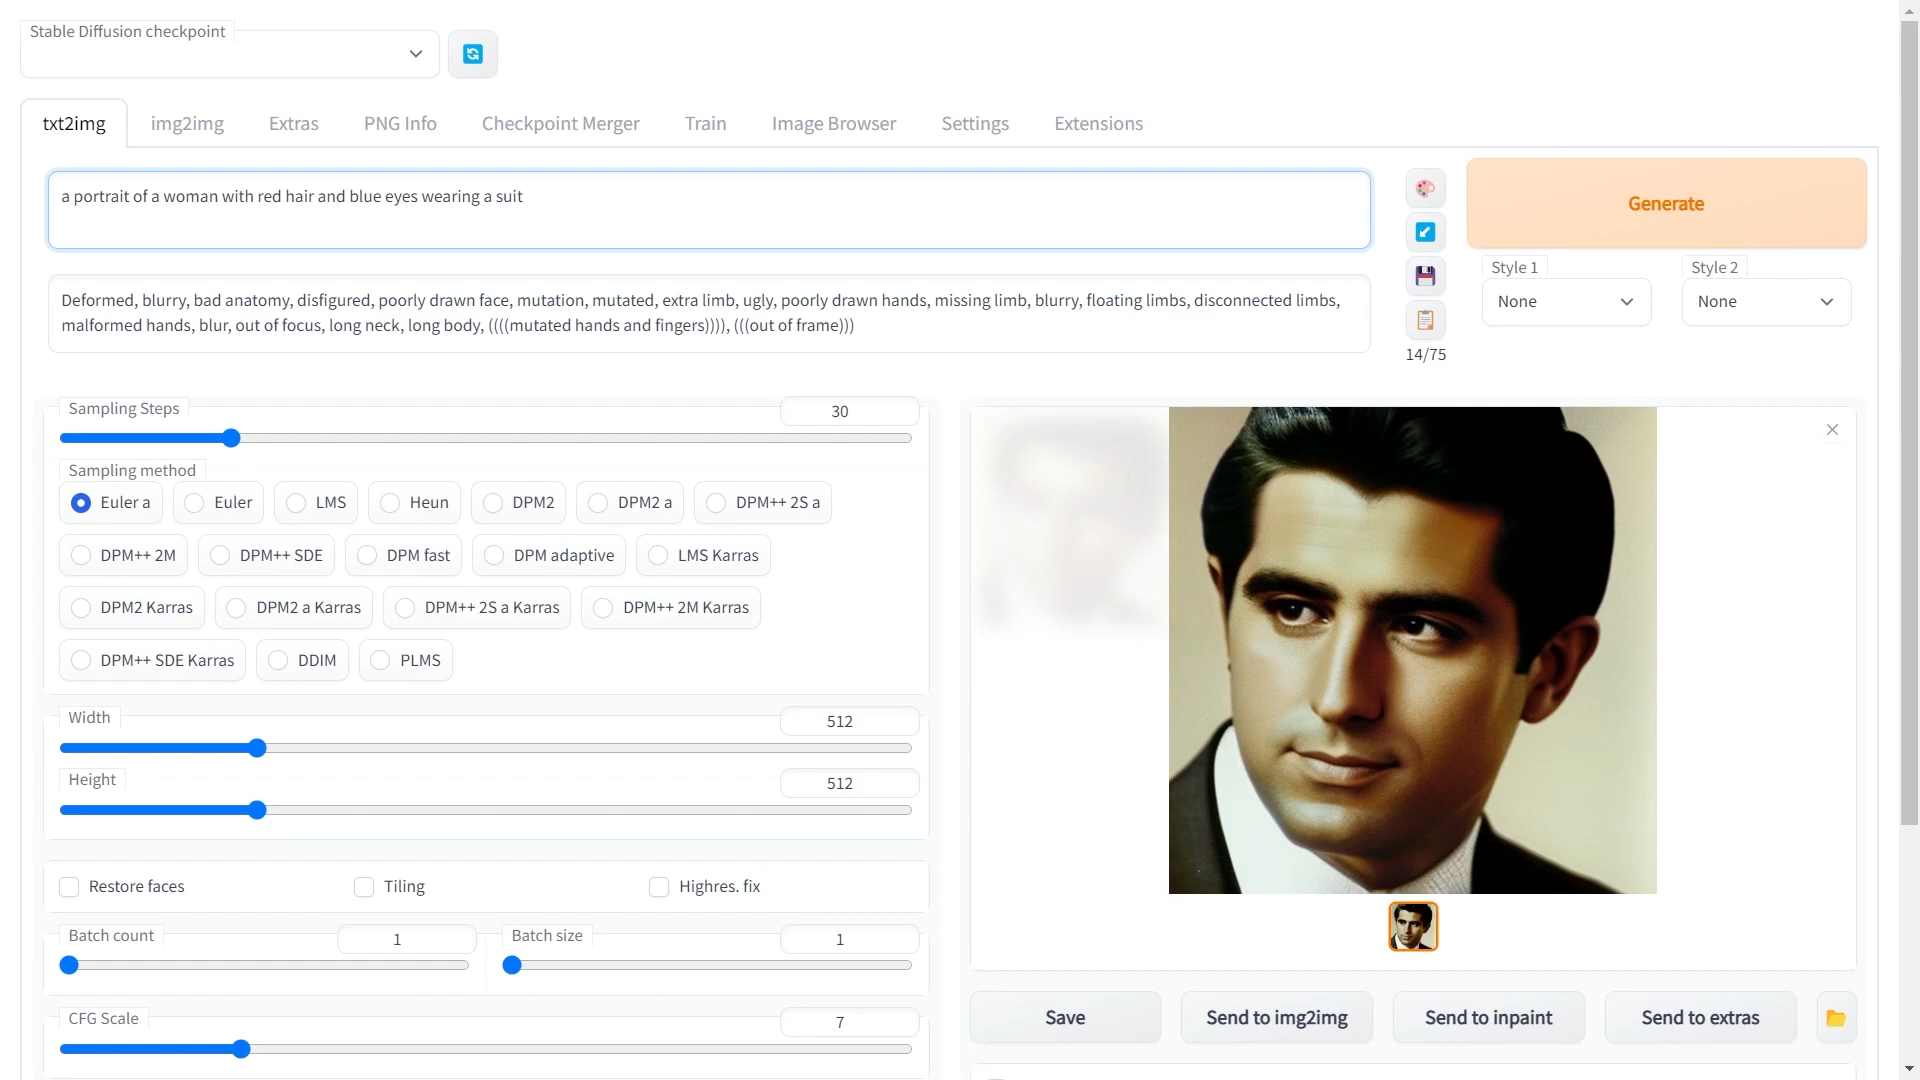 Stable Diffusion checkpoint
txt2img img2img Extras PNG Info Checkpoint Merger Train Image Browser Settings Extensions
a portrait of a woman with red hair and blue eyes wearing a suit
Generate
Style 1 Style 2
None None
Deformed, blurry, bad anatomy, disfigured, poorly drawn face, mutation, mutated, extra limb, ugly, poorly drawn hands, missing limb, blurry, floating limbs, disconnected limbs,
malformed hands, blur, out of focus, long neck, long body, ((((mutated hands and fingers)))), (((out of frame)))
14/75
Sampling Steps 30
Sampling method
Euler a Euler LMS Heun DPM2 DPM2 a DPM++ 2S a
DPM++ 2M DPM++ SDE DPM fast DPM adaptive LMS Karras
DPM2 Karras DPM2 a Karras DPM++ 2S a Karras DPM++ 2M Karras
DPM++ SDE Karras DDIM PLMS
Width 512
Height 512
Restore faces Tiling Highres. fix
Batch count 1 Batch size 1
CFG Scale 7
Save Send to img2img Send to inpaint Send to extras